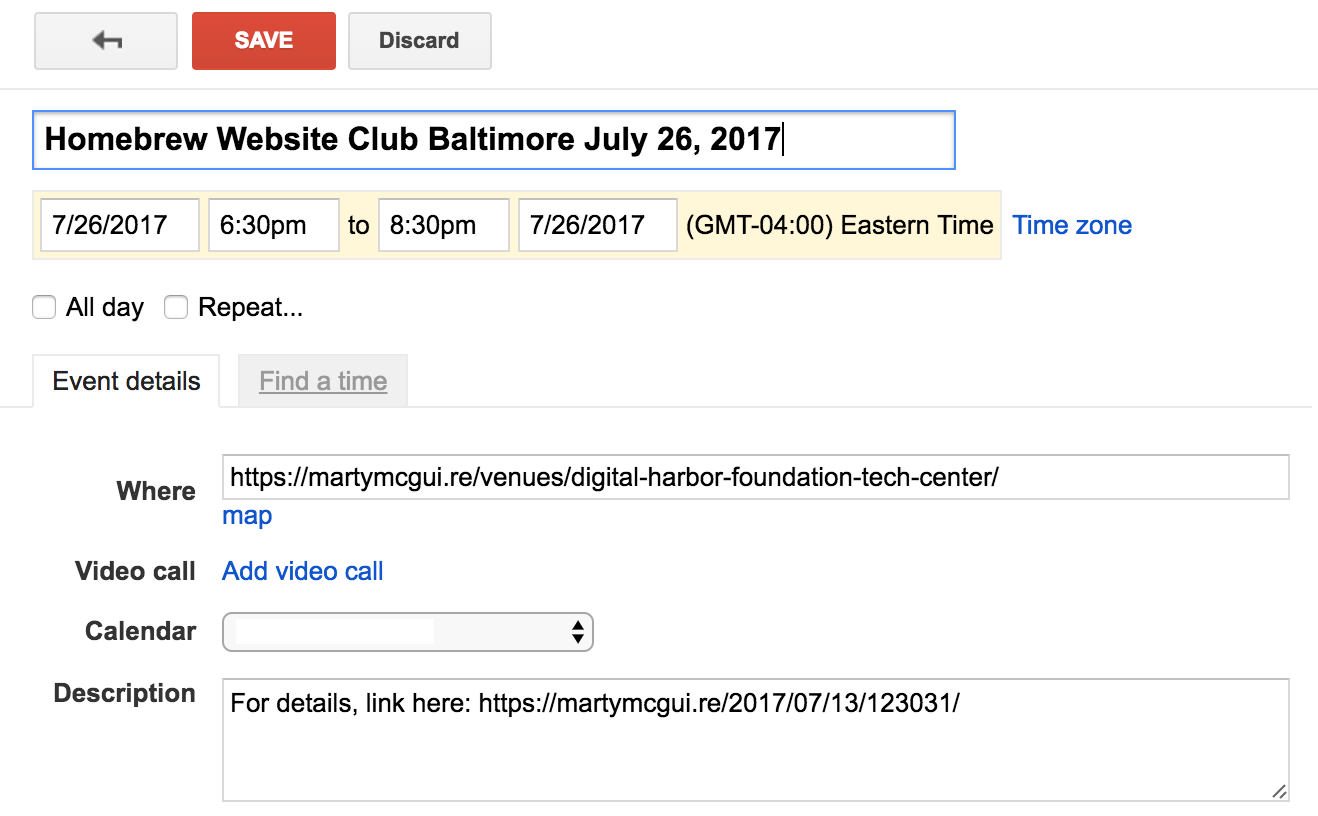 SAVE Discard
Homebrew Website Club Baltimore July 26, 2017
7/26/2017 6:30pm to 8:30pm 7/26/2017 (GMT-04:00) Eastern Time Time zone
All day Repeat...
Event details Find a time
Where https://martymcgui.re/venues/digital-harbor-foundation-tech-center/
map
Video call Add video call
Calendar
Description For details, link here: https://martymcgui.re/2017/07/13/123031/